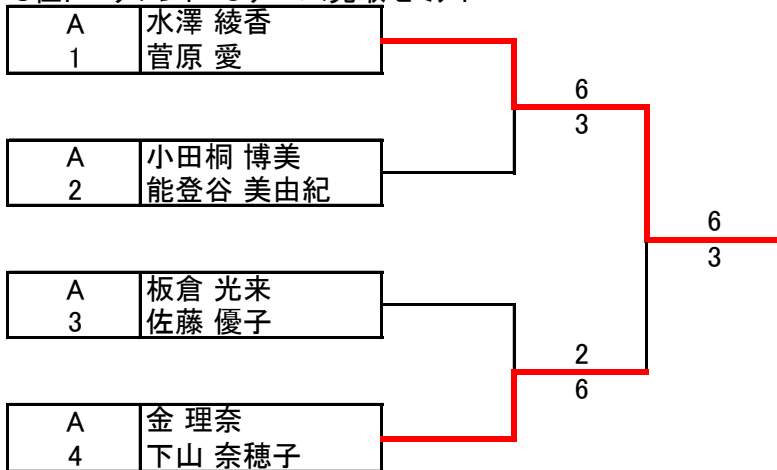 A 水澤 綾香
1 菅原 愛
6
3
A 小田桐 博美
2 能登谷 美由紀
6
3
A 板倉 光来
3 佐藤 優子
2
6
A 金 理奈
4 下山 奈穂子